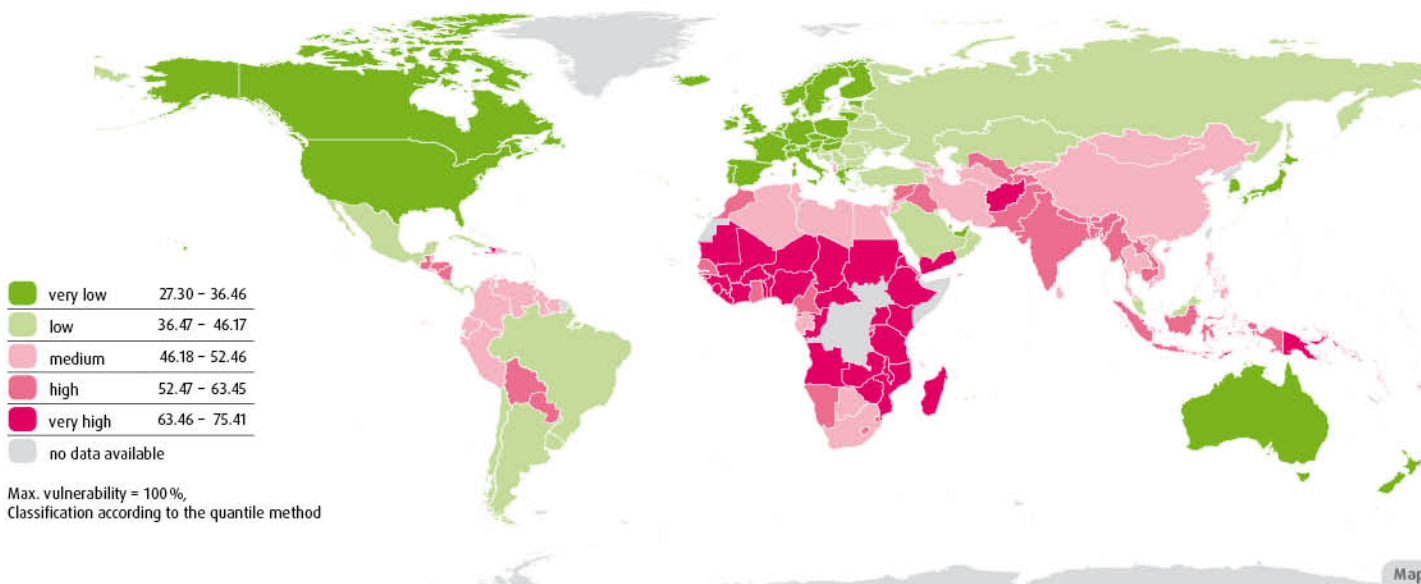 very low 27.30 – 36.46
low 36.47 – 46.17
medium 46.18 – 52.46
high 52.47 – 63.45
very high 63.46 – 75.41
no data available
Max. vulnerability = 100 %,
Classification according to the quantile method
Map